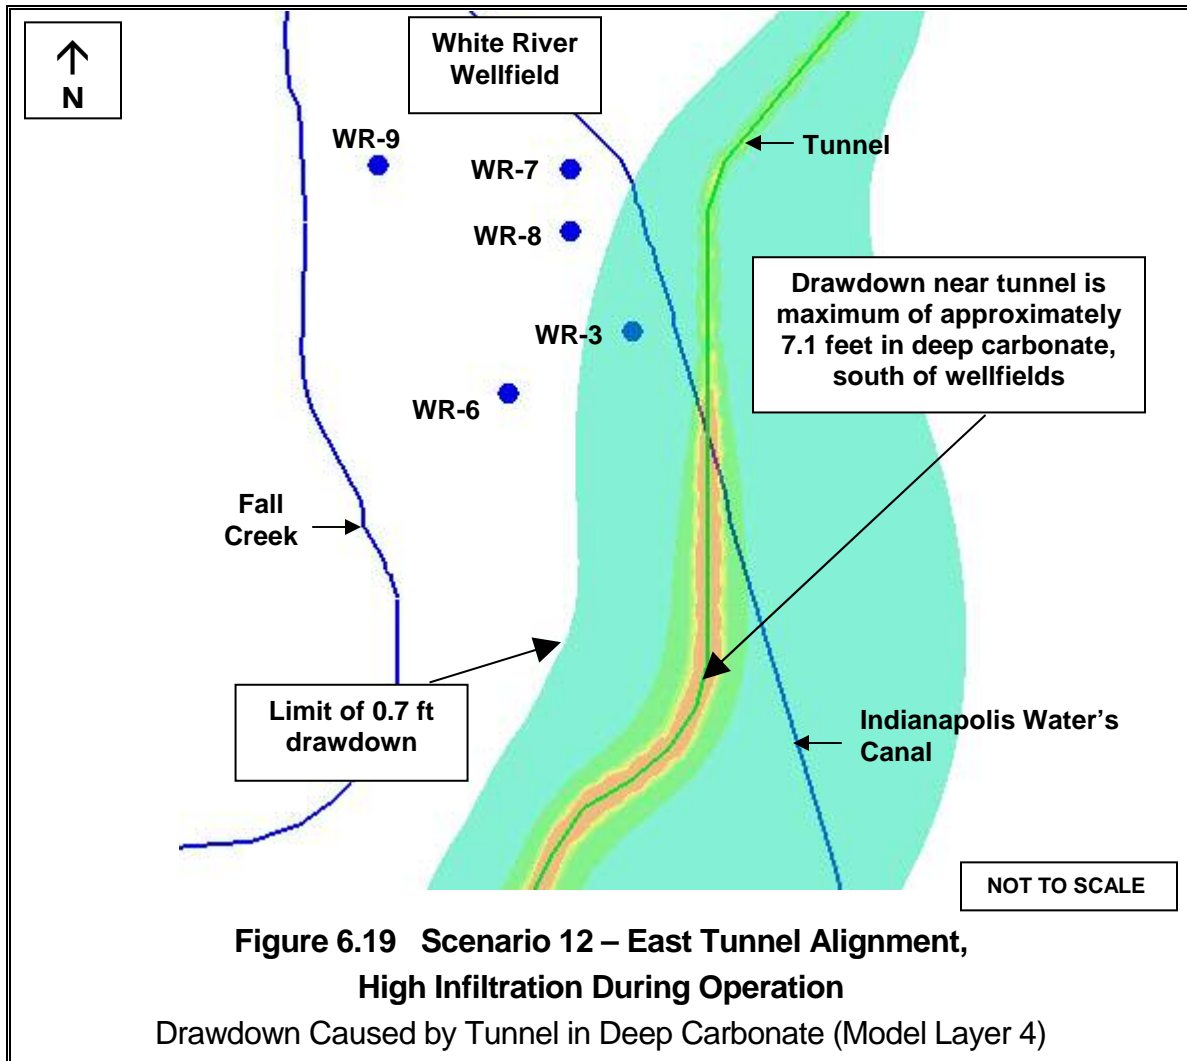 ↑
N
White River
Wellfield
WR-9
WR-7
Tunnel
WR-8
Drawdown near tunnel is
maximum of approximately
7.1 feet in deep carbonate,
south of wellfields
WR-3
WR-6
Fall
Creek
Limit of 0.7 ft
drawdown
Indianapolis Water's
Canal
NOT TO SCALE
Figure 6.19 Scenario 12 – East Tunnel Alignment,
High Infiltration During Operation
Drawdown Caused by Tunnel in Deep Carbonate (Model Layer 4)